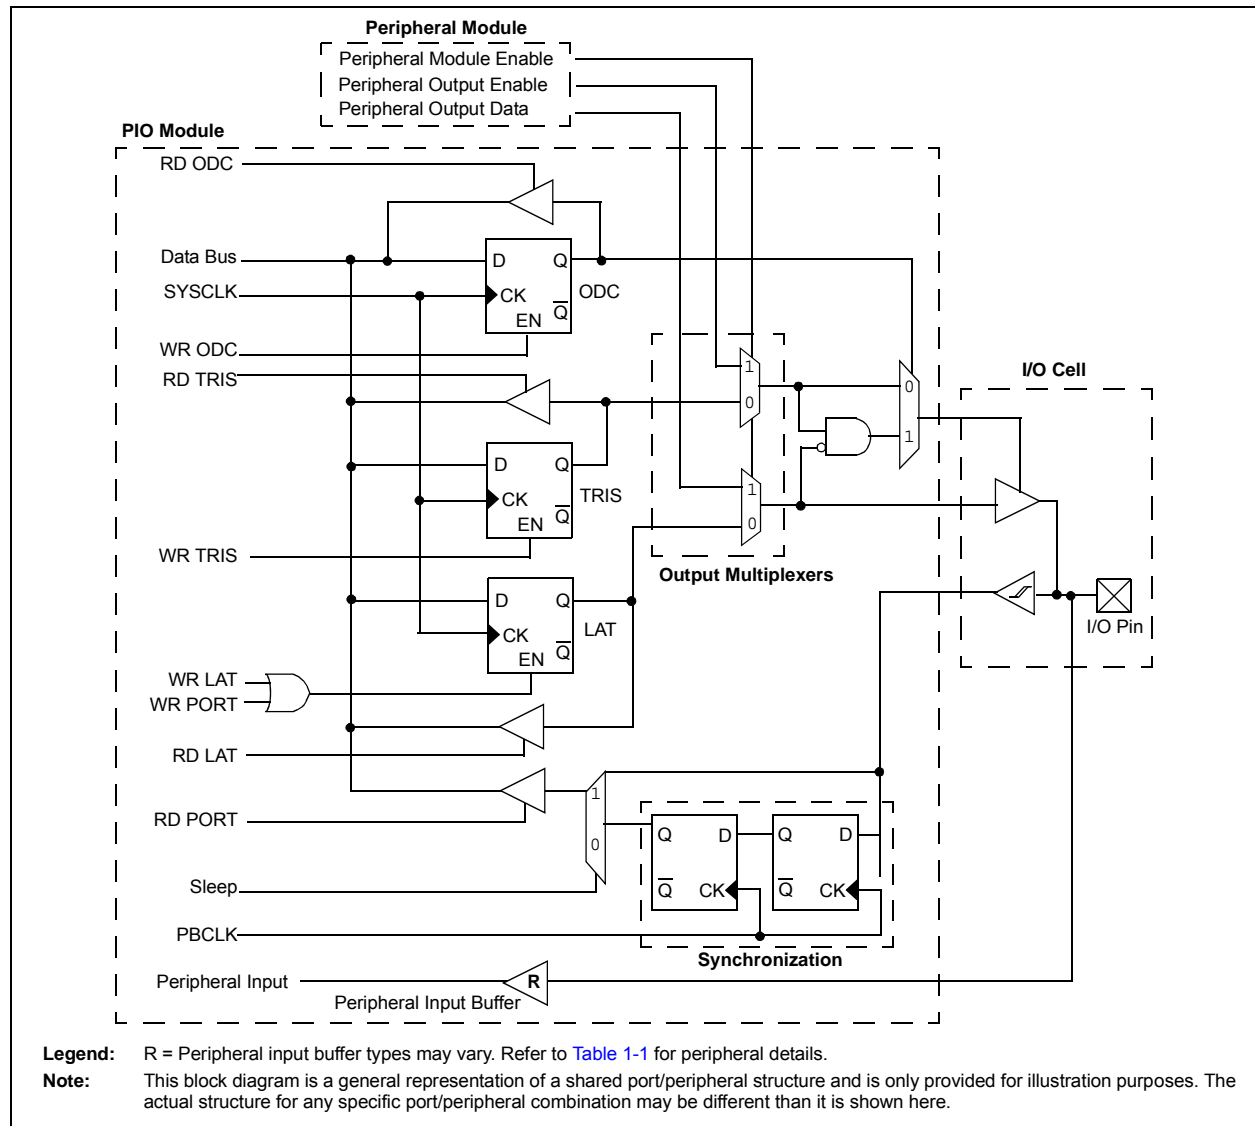 Peripheral Module
Peripheral Module Enable
Peripheral Output Enable
Peripheral Output Data
PIO Module
RD ODC
Data Bus
D Q
SYSCLK
CK
ODC
EN Q
WR ODC
RD TRIS
1
0
I/O Cell
0
1
D Q
CK
TRIS
EN Q
1
0
WR TRIS
Output Multiplexers
D Q
CK
LAT
EN Q
I/O Pin
WR LAT
WR PORT
RD LAT
RD PORT
1
0
Q D Q D
Q CK Q CK
Sleep
PBCLK
Synchronization
Peripheral Input
R
Peripheral Input Buffer
Legend: R = Peripheral input buffer types may vary. Refer to Table 1-1 for peripheral details.
Note: This block diagram is a general representation of a shared port/peripheral structure and is only provided for illustration purposes. The
actual structure for any specific port/peripheral combination may be different than it is shown here.